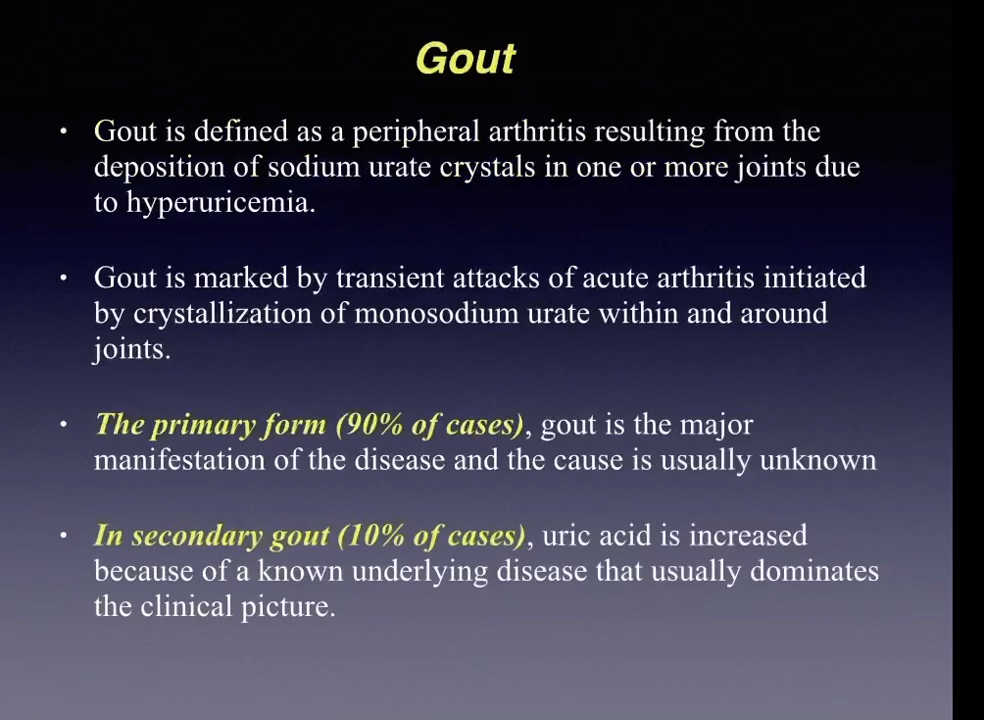 Gout
• Gout is defined as a peripheral arthritis resulting from the
deposition of sodium urate crystals in one or more joints due
to hyperuricemia.
• Gout is marked by transient attacks of acute arthritis initiated
by crystallization of monosodium urate within and around
joints.
• The primary form (90% of cases), gout is the major
manifestation of the disease and the cause is usually unknown
• In secondary gout (10% of cases), uric acid is increased
because of a known underlying disease that usually dominates
the clinical picture.